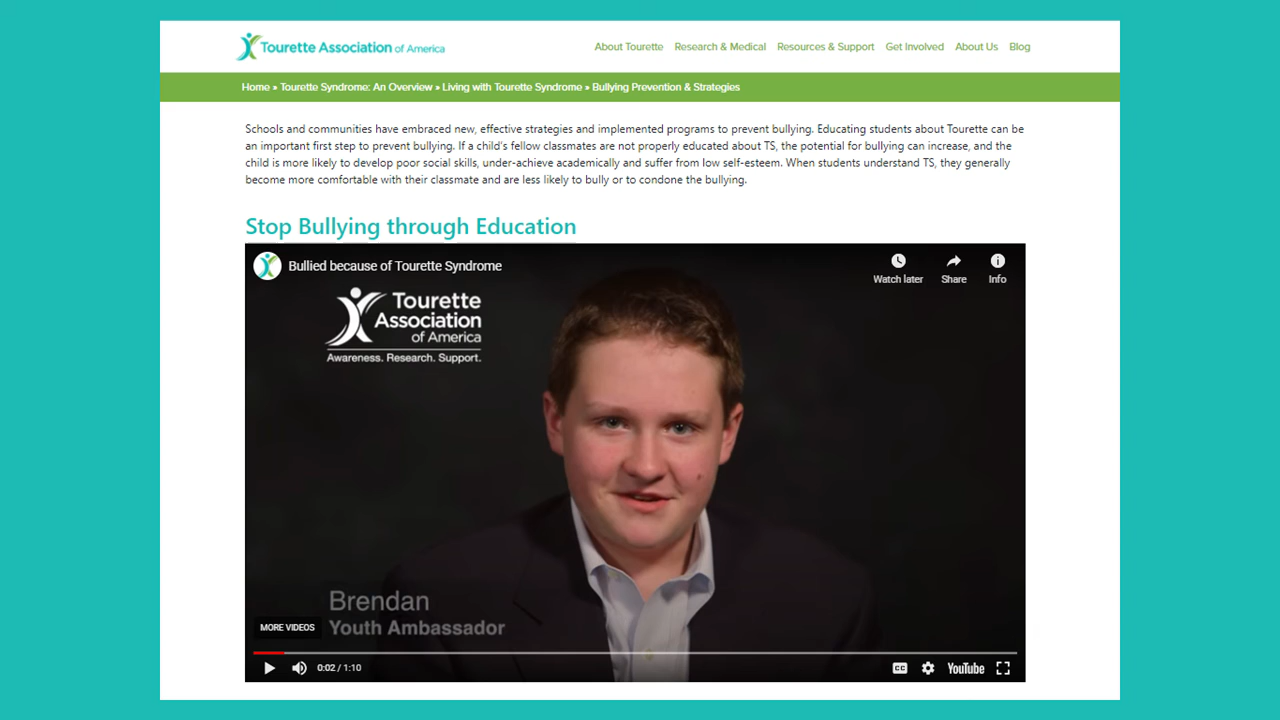 Tourette Association of America
About Tourette Research & Medical Resources & Support Get Involved About Us Blog
Home » Tourette Syndrome: An Overview » Living with Tourette Syndrome » Bullying Prevention & Strategies
Schools and communities have embraced new, effective strategies and implemented programs to prevent bullying. Educating students about Tourette can be
an important first step to prevent bullying. If a child's fellow classmates are not properly educated about TS, the potential for bullying can increase, and the
child is more likely to develop poor social skills, under-achieve academically and suffer from low self-esteem. When students understand TS, they generally
become more comfortable with their classmate and are less likely to bully or to condone the bullying.
Stop Bullying through Education
Bullied because of Tourette Syndrome
Watch later Share Info
Tourette
Association
of America
Awareness. Research. Support.
Brendan
MORE VIDEOS
Youth Ambassador
0:02 / 1:10
CC
YouTube